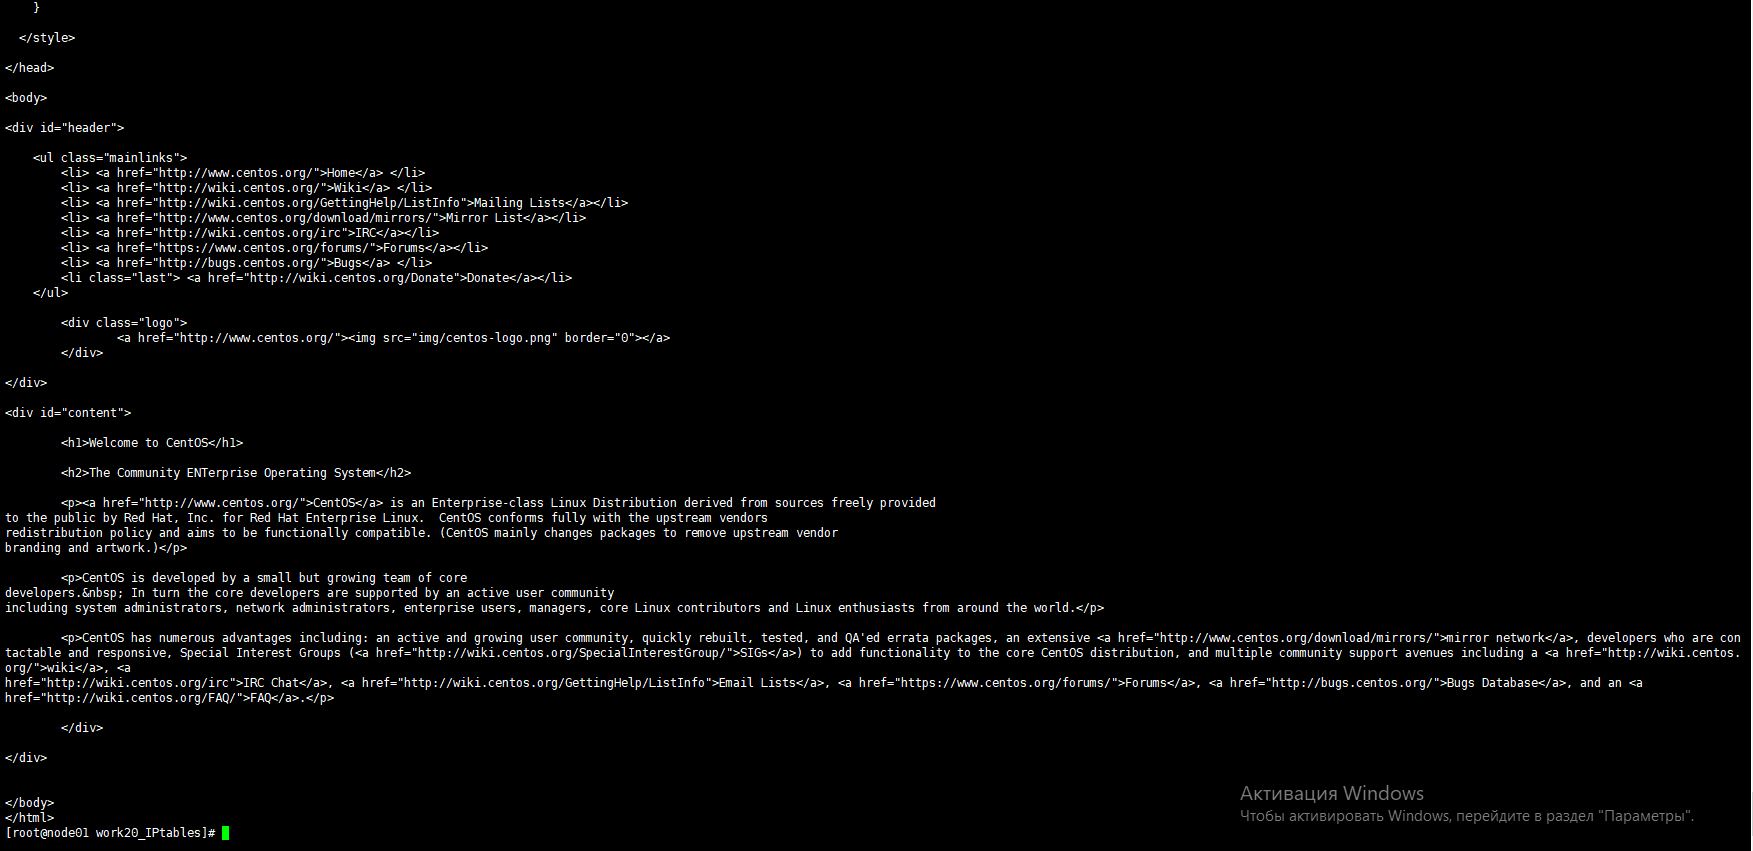 }
  </style>
</head>
<body>
<div id="header">
    <ul class="mainlinks">
        <li> <a href="http://www.centos.org/">Home</a> </li>
        <li> <a href="http://wiki.centos.org/">Wiki</a> </li>
        <li> <a href="http://wiki.centos.org/GettingHelp/ListInfo">Mailing Lists</a></li>
        <li> <a href="http://www.centos.org/download/mirrors/">Mirror List</a></li>
        <li> <a href="http://wiki.centos.org/irc">IRC</a></li>
        <li> <a href="https://www.centos.org/forums/">Forums</a></li>
        <li> <a href="http://bugs.centos.org/">Bugs</a> </li>
        <li class="last"> <a href="http://wiki.centos.org/Donate">Donate</a></li>
    </ul>
        <div class="logo">
                <a href="http://www.centos.org/"><img src="img/centos-logo.png" border="0"></a>
        </div>
</div>
<div id="content">
        <h1>Welcome to CentOS</h1>
        <h2>The Community ENTerprise Operating System</h2>
        <p><a href="http://www.centos.org/">CentOS</a> is an Enterprise-class Linux Distribution derived from sources freely provided
to the public by Red Hat, Inc. for Red Hat Enterprise Linux.  CentOS conforms fully with the upstream vendors
redistribution policy and aims to be functionally compatible. (CentOS mainly changes packages to remove upstream vendor
branding and artwork.)</p>
        <p>CentOS is developed by a small but growing team of core
developers.&nbsp; In turn the core developers are supported by an active user community
including system administrators, network administrators, enterprise users, managers, core Linux contributors and Linux enthusiasts from around the world.</p>
        <p>CentOS has numerous advantages including: an active and growing user community, quickly rebuilt, tested, and QA'ed errata packages, an extensive <a href="http://www.centos.org/download/mirrors/">mirror network</a>, developers who are con
tactable and responsive, Special Interest Groups (<a href="http://wiki.centos.org/SpecialInterestGroup/">SIGs</a>) to add functionality to the core CentOS distribution, and multiple community support avenues including a <a href="http://wiki.centos.
org/">wiki</a>, <a
href="http://wiki.centos.org/irc">IRC Chat</a>, <a href="http://wiki.centos.org/GettingHelp/ListInfo">Email Lists</a>, <a href="https://www.centos.org/forums/">Forums</a>, <a href="http://bugs.centos.org/">Bugs Database</a>, and an <a
href="http://wiki.centos.org/FAQ/">FAQ</a>.</p>
        </div>
</div>
</body>
</html>
[root@node01 work20_IPtables]#
Активация Windows
Чтобы активировать Windows, перейдите в раздел "Параметры".